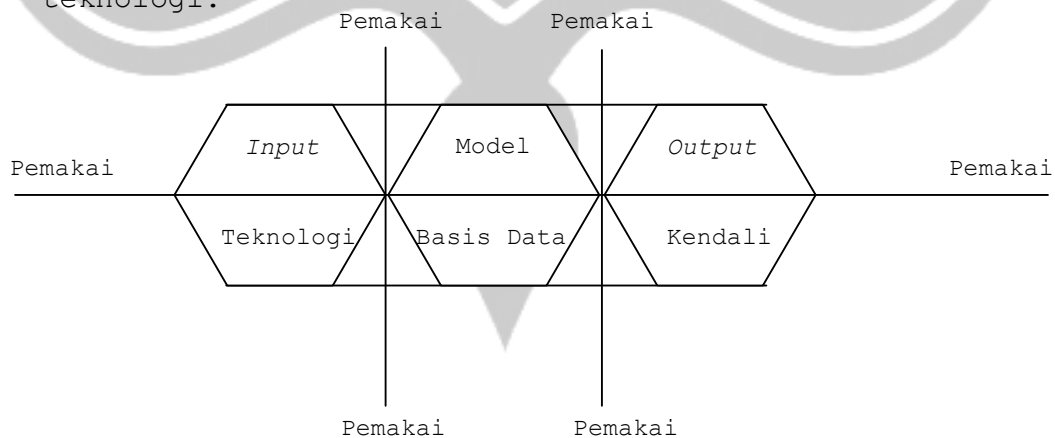 teknologi.
Pemakai Pemakai
Input Model Output
Pemakai Pemakai
Teknologi Basis Data Kendali
Pemakai Pemakai